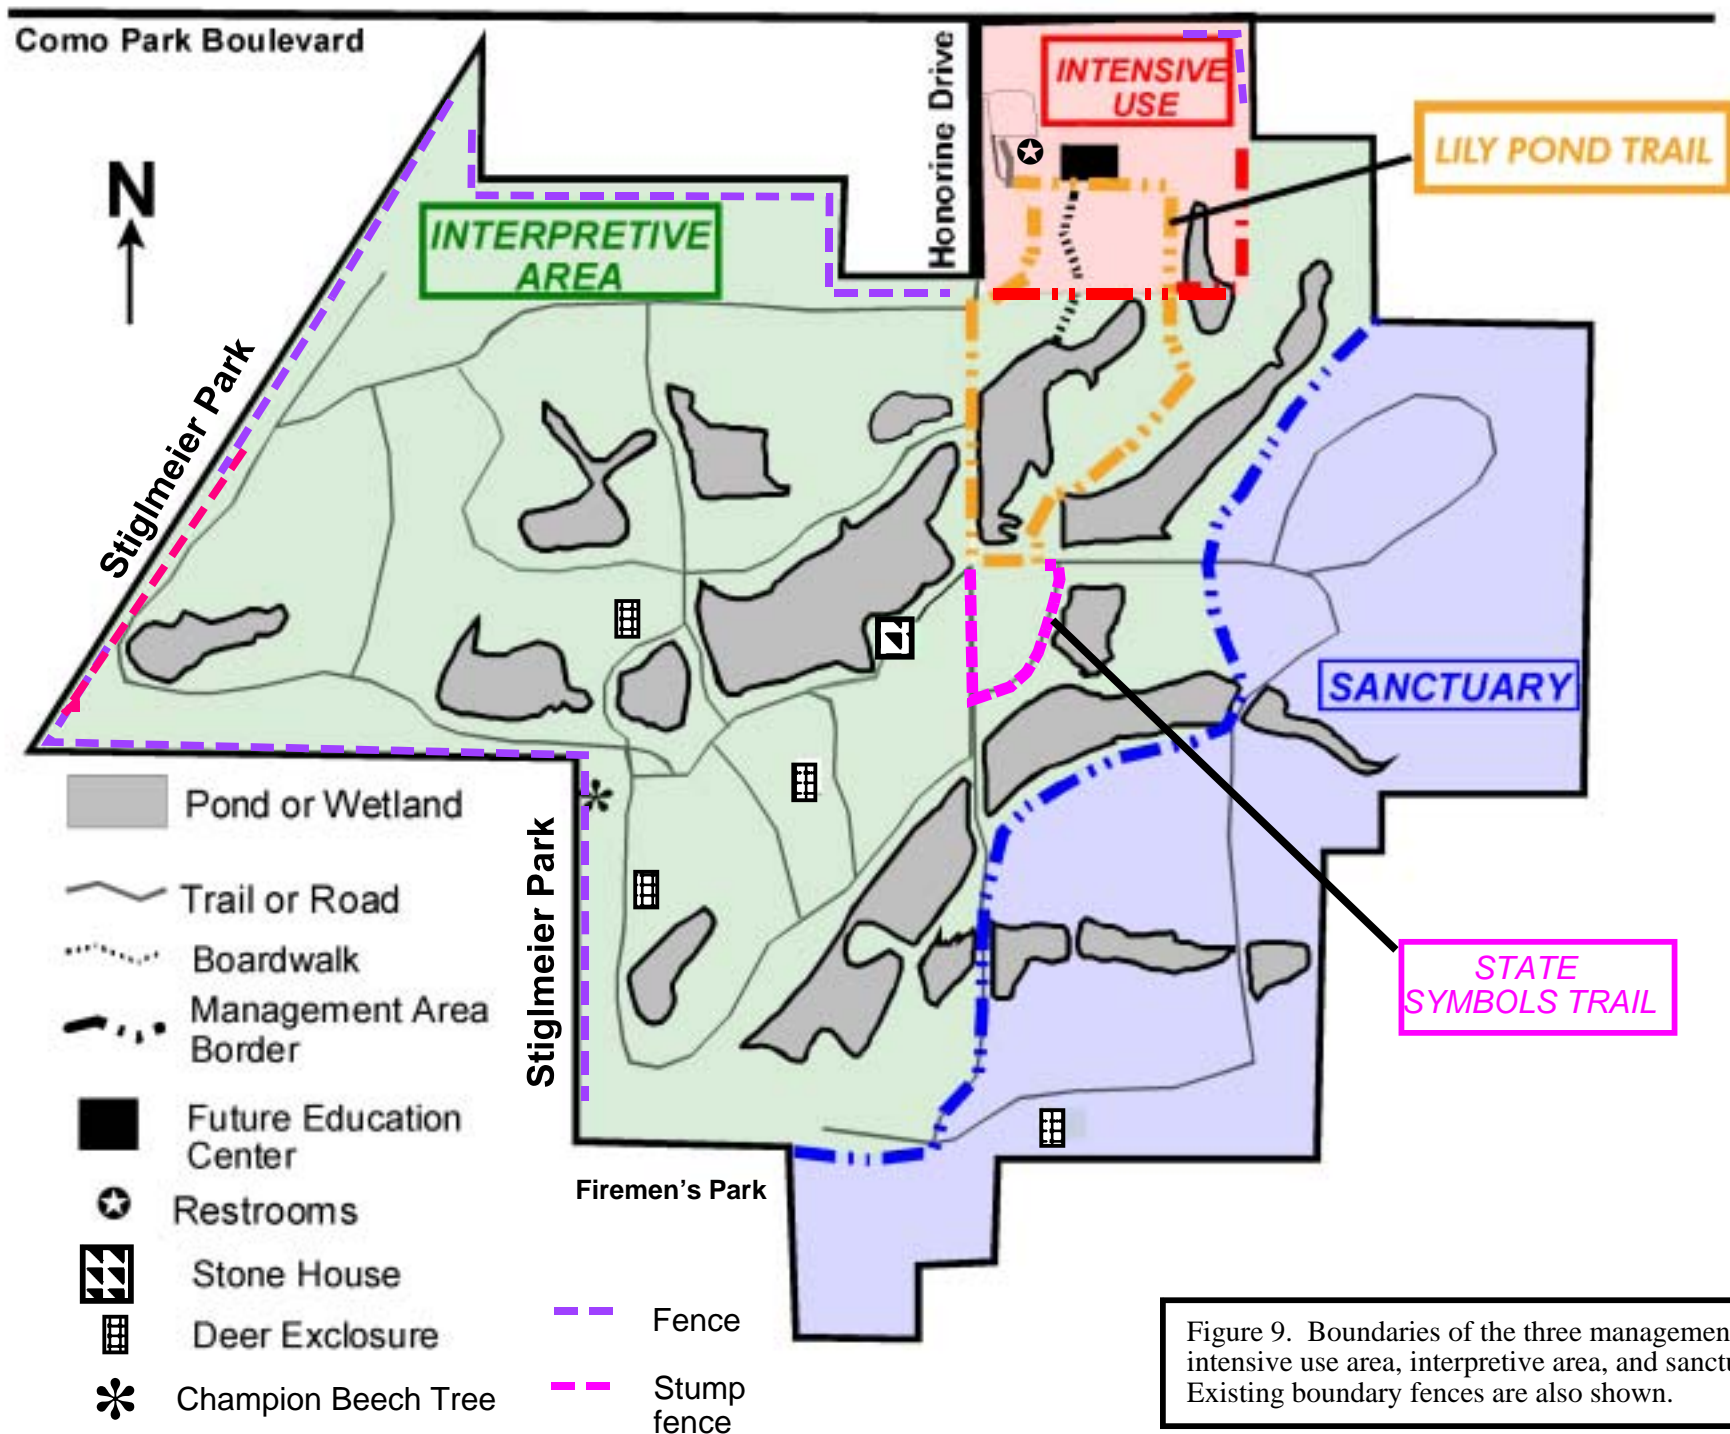 Como Park Boulevard
Honorine Drive
INTENSIVE
USE
LILY POND TRAIL
N
INTERPRETIVE
AREA
Stiglmeier Park
SANCTUARY
Pond or Wetland
Trail or Road
Boardwalk
Management Area
Border
Future Education
Center
Restrooms
Stone House
Deer Exclosure
Champion Beech Tree
Stiglmeier Park
STATE
SYMBOLS TRAIL
Firemen's Park
Fence
Stump
fence
Figure 9. Boundaries of the three managemen
intensive use area, interpretive area, and sanctu
Existing boundary fences are also shown.